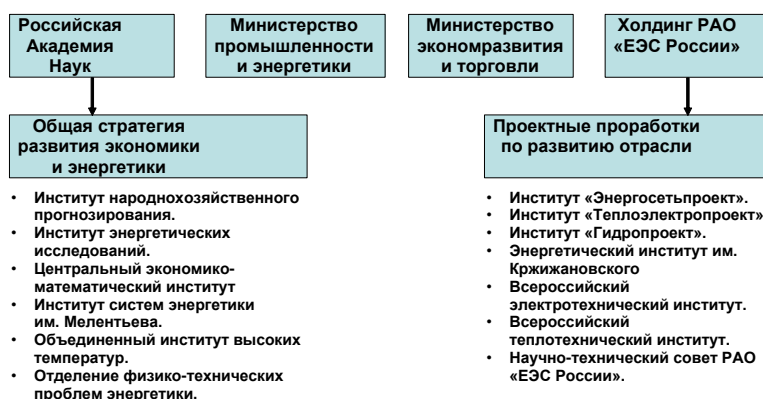 Российская
Академия
Наук
Министерство
промышленности
и энергетики
Министерство
экономразвития
и торговли
Холдинг РАО
«ЕЭС России»
Общая стратегия
развития экономики
и энергетики
Проектные проработки
по развитию отрасли
• Институт народнохозяйственного
прогнозирования.
• Институт энергетических
исследований.
• Центральный экономико-
математический институт
• Институт систем энергетики
им. Мелентьева.
• Объединенный институт высоких
температур.
• Отделение физико-технических
проблем энергетики.
• Институт «Энергосетьпроект».
• Институт «Теплоэлектропроект»
• Институт «Гидропроект».
• Энергетический институт им.
Кржижановского
• Всероссийский
электротехнический институт.
• Всероссийский
теплотехнический институт.
• Научно-технический совет РАО
«ЕЭС России».